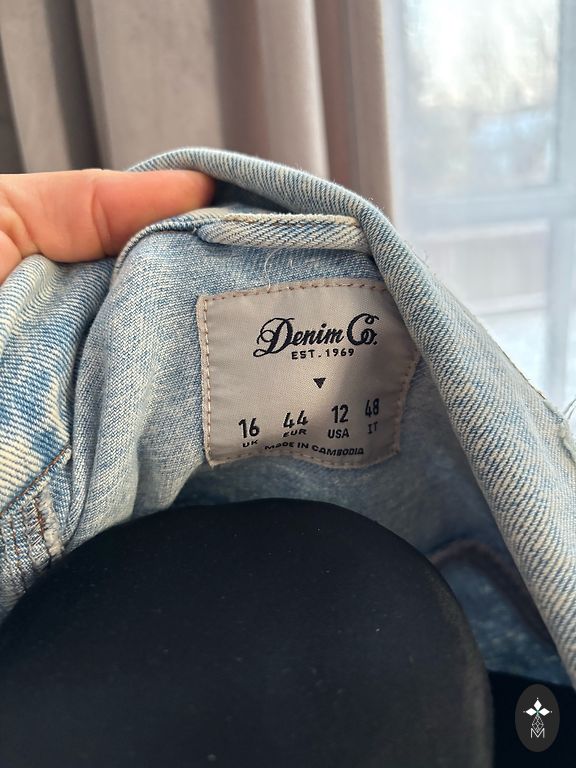 Denim Co.
EST. 1969
16 44 12 48
UK EUR USA IT
MADE IN CAMBODIA
M